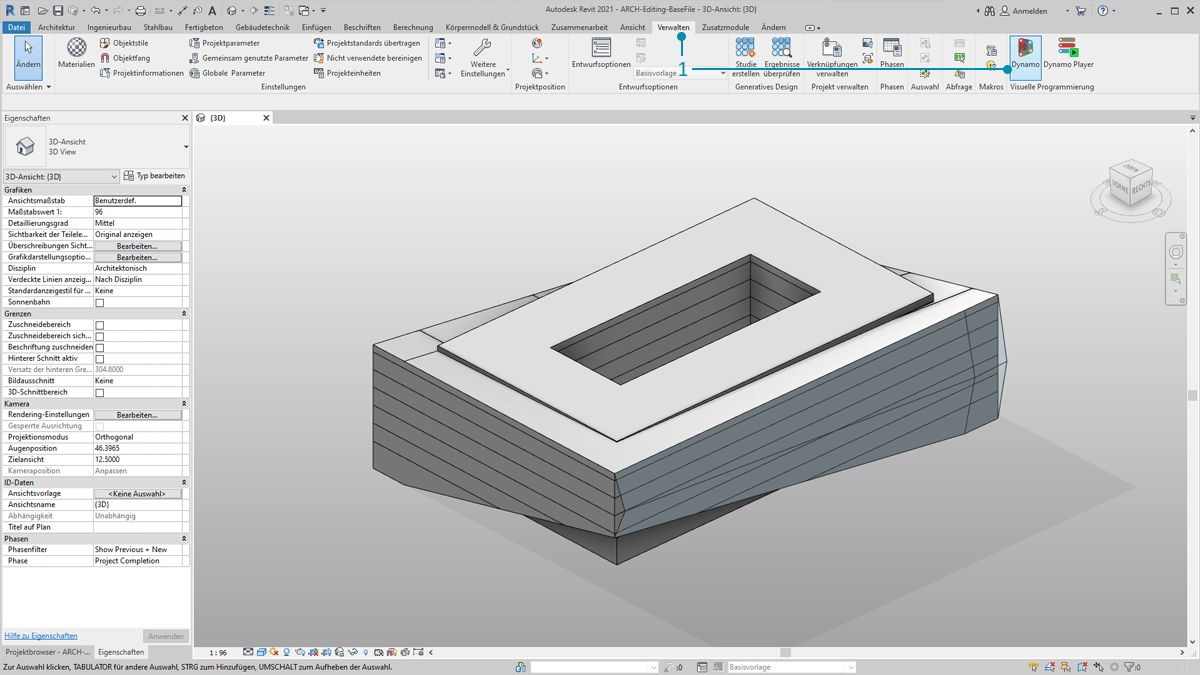 Autodesk Revit 2021 - ARCH-Editing-BaseFile - 3D-Ansicht: {3D}
Anmelden
Datei Architektur Ingenieurbau Stahlbau Fertigbeton Gebäudetechnik Einfügen Beschriften Berechnung Körpermodell & Grundstück Zusammenarbeit Ansicht Verwalten Zusatzmodule Ändern
Ändern
Materialien
Objektstile
Objektfang
Projektinformationen
Projektparameter
Gemeinsam genutzte Parameter
Globale Parameter
Projektstandards übertragen
Nicht verwendete bereinigen
Projekteinheiten
Weitere
Einstellungen
Entwurfsoptionen
Basisvorlage
1
Studie
erstellen
Ergebnisse
überprüfen
Verknüpfungen
verwalten
Phasen
Dynamo
Dynamo Player
Auswählen
Einstellungen
Projektposition
Entwurfsoptionen
Generatives Design
Projekt verwalten
Phasen
Auswahl
Abfrage
Makros
Visuelle Programmierung
Eigenschaften
{3D}
3D-Ansicht
3D View
3D-Ansicht: {3D}
Typ bearbeiten
Grafiken
Ansichtsmaßstab Benutzerdef.
Maßstabswert 1: 96
Detaillierungsgrad Mittel
Sichtbarkeit der Teilele... Original anzeigen
Überschreibungen Sicht... Bearbeiten...
Grafikdarstellungsoptio... Bearbeiten...
Disziplin Architektonisch
Verdeckte Linien anzeig... Nach Disziplin
Standardanzeigestil für ... Keine
Sonnenbahn
Grenzen
Zuschneidebereich
Zuschneidebereich sich...
Beschriftung zuschneiden
Hinterer Schnitt aktiv
Versatz der hinteren Gre... 304.8000
Bildausschnitt Keine
3D-Schnittbereich
Kamera
Rendering-Einstellungen Bearbeiten...
Gesperrte Ausrichtung
Projektionsmodus Orthogonal
Augenposition 46.3965
Zielansicht 12.5000
Kameraposition Anpassen
ID-Daten
Ansichtsvorlage <Keine Auswahl>
Ansichtsname {3D}
Abhängigkeit Unabhängig
Titel auf Plan
Phasen
Phasenfilter Show Previous + New
Phase Project Completion
OBEN
VORNE
RECHTS
Hilfe zu Eigenschaften
Anwenden
Projektbrowser - ARCH-... Eigenschaften
1 : 96
Zur Auswahl klicken, TABULATOR für andere Auswahl, STRG zum Hinzufügen, UMSCHALT zum Aufheben der Auswahl.
:0
Basisvorlage
:0